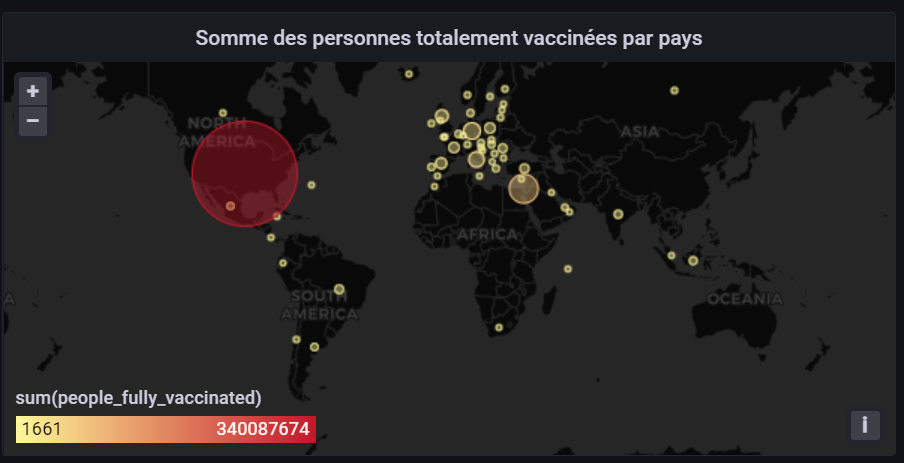 Somme des personnes totalement vaccinées par pays
+
−
NORTH
AMERICA
ASIA
AFRICA
SOUTH
AMERICA
OCEANIA
A
sum(people_fully_vaccinated)
1661 340087674
i